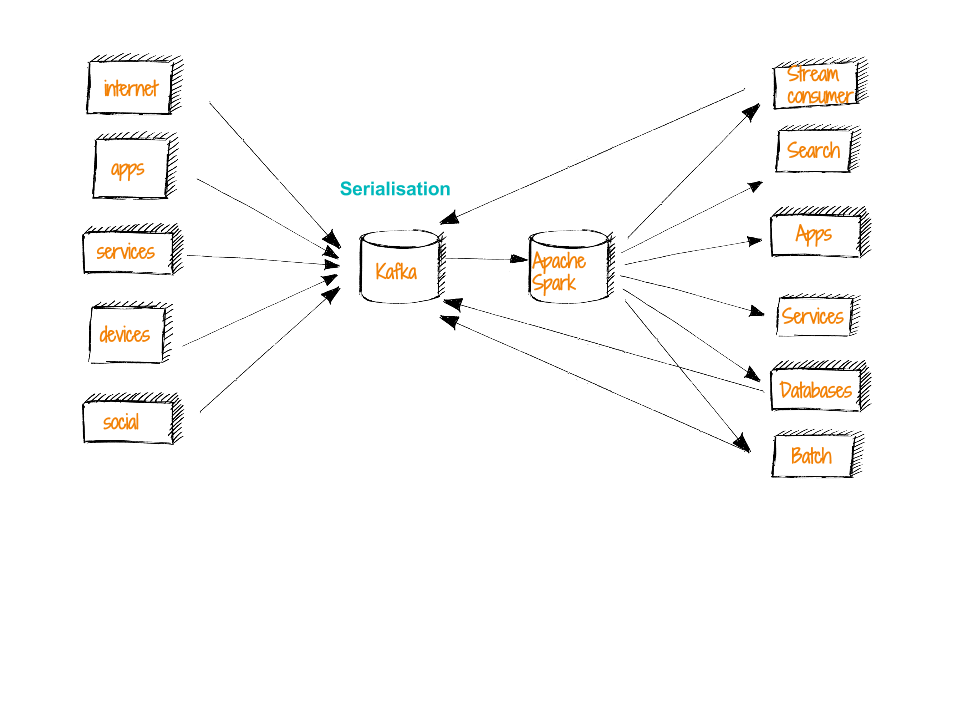 internet
apps
services
devices
social
Serialisation
Kafka
Apache
Spark
Stream
consumer
Search
Apps
Services
Databases
Batch